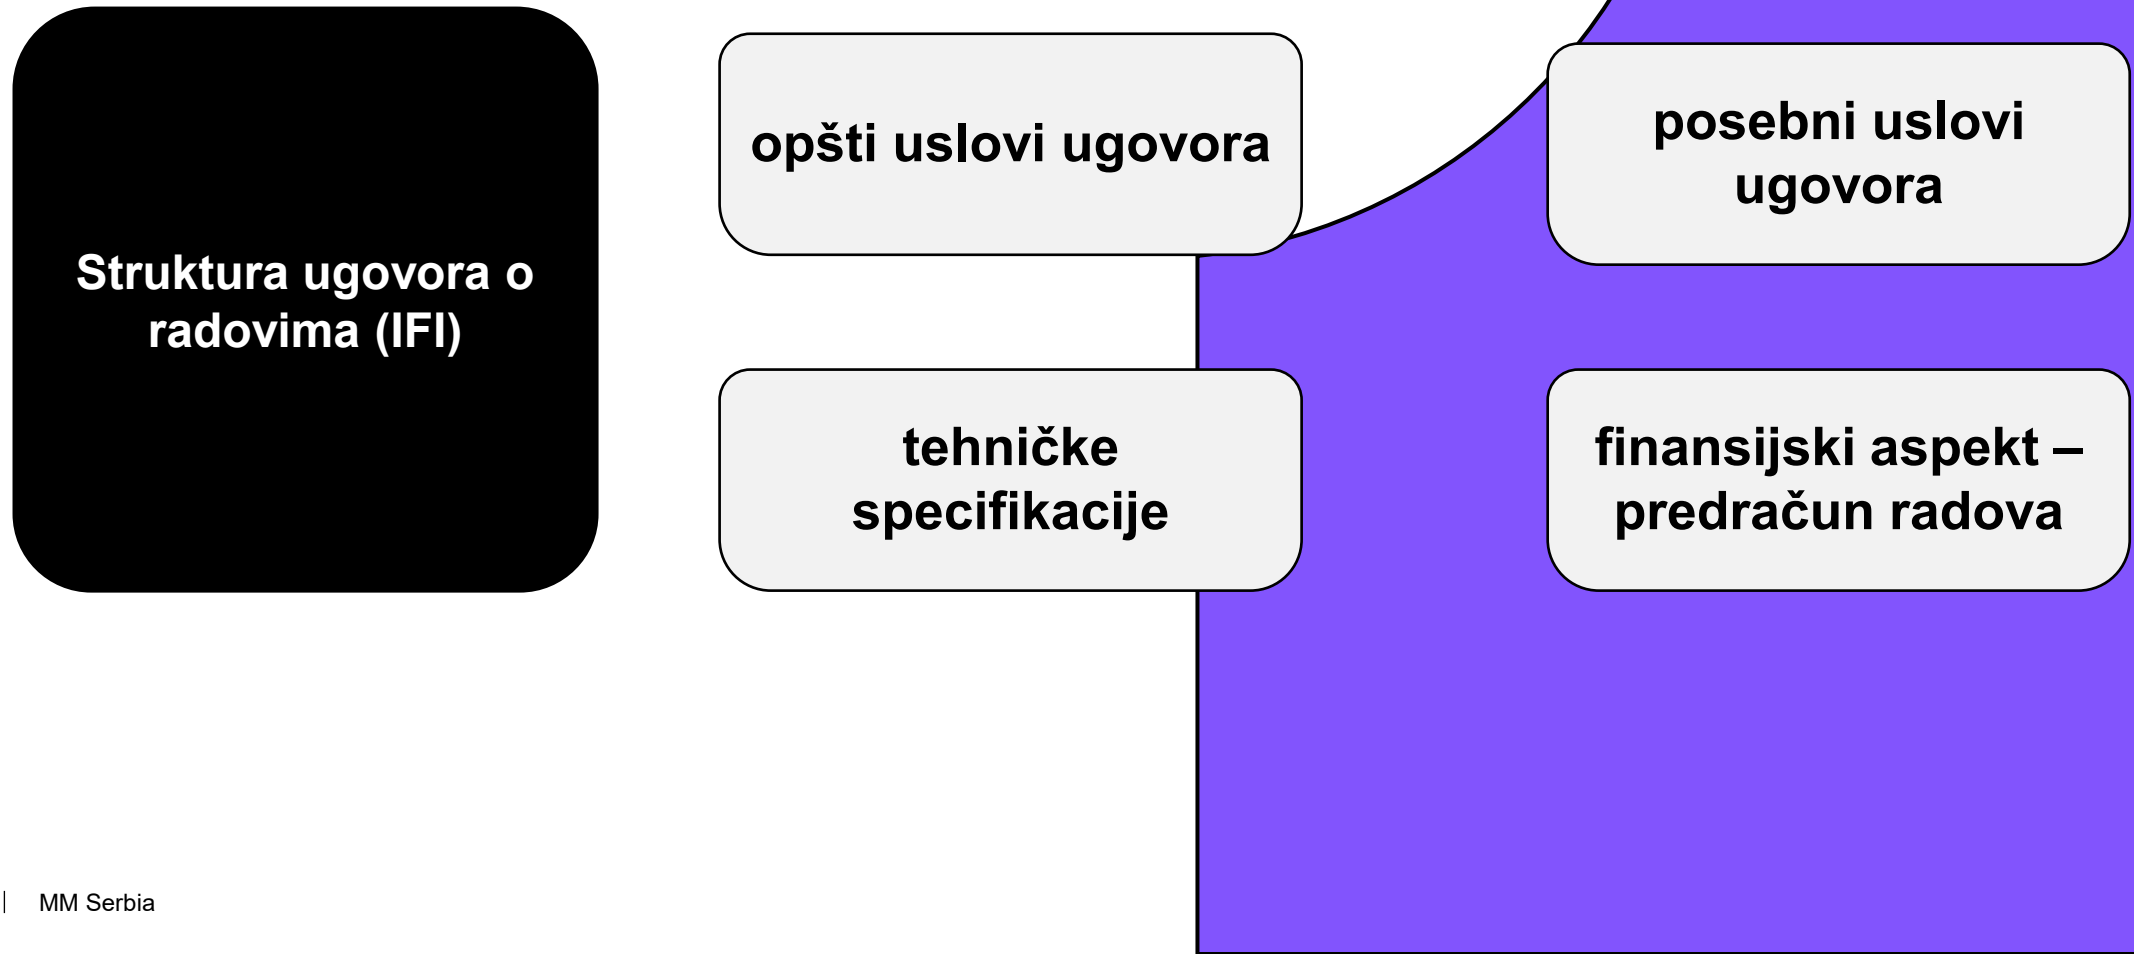 Struktura ugovora o
radovima (IFI)
opšti uslovi ugovora
posebni uslovi
ugovora
tehničke
specifikacije
finansijski aspekt –
predračun radova
| MM Serbia